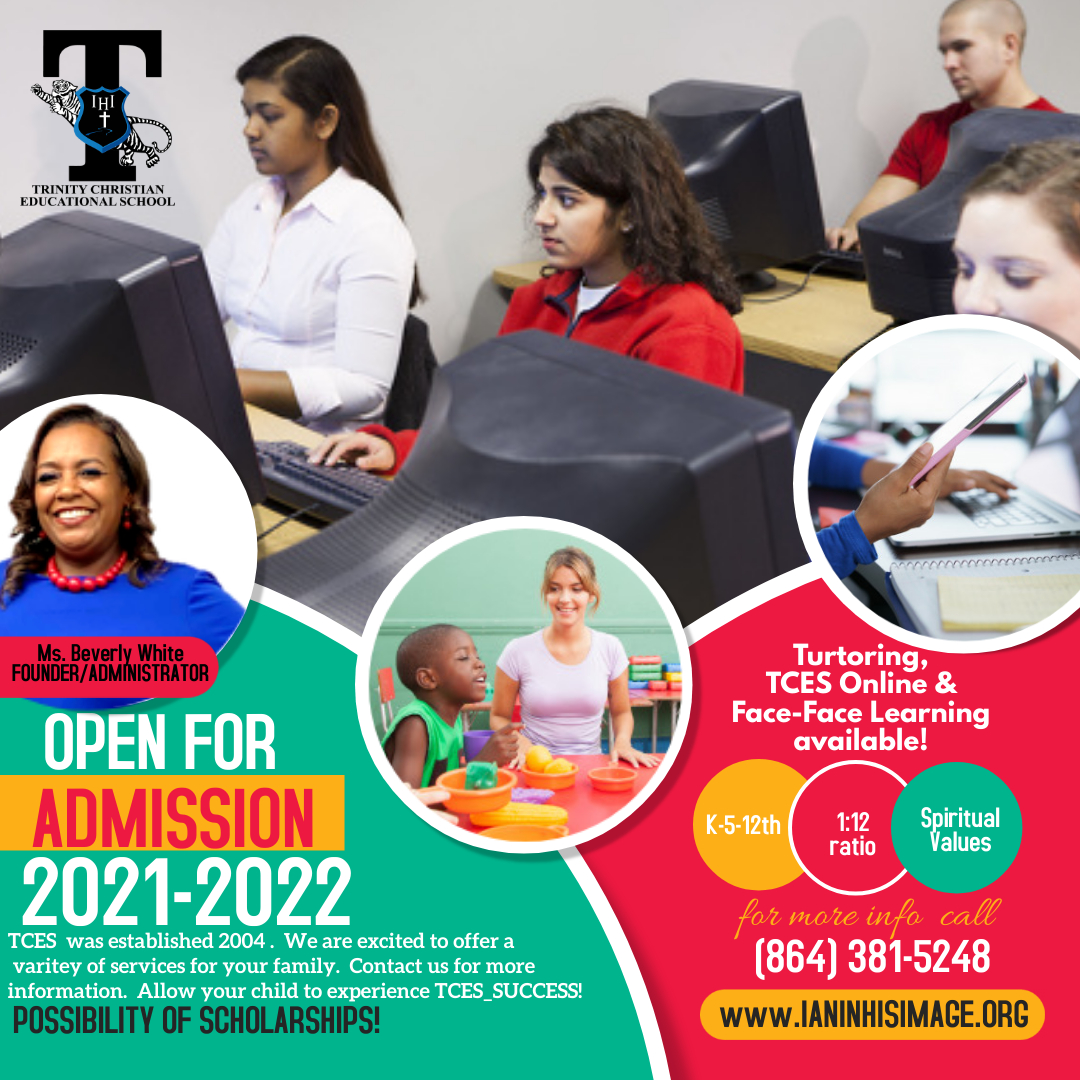 T
IHI
TRINITY CHRISTIAN
EDUCATIONAL SCHOOL
Ms. Beverly White
FOUNDER/ADMINISTRATOR
OPEN FOR
ADMISSION
2021-2022
TCES was established 2004 . We are excited to offer a
varitey of services for your family. Contact us for more
information. Allow your child to experience TCES_SUCCESS!
POSSIBILITY OF SCHOLARSHIPS!
Turtoring,
TCES Online &
Face-Face Learning
available!
K-5-12th
1:12
ratio
Spiritual
Values
for more info call
(864) 381-5248
WWW.IANINHISIMAGE.ORG